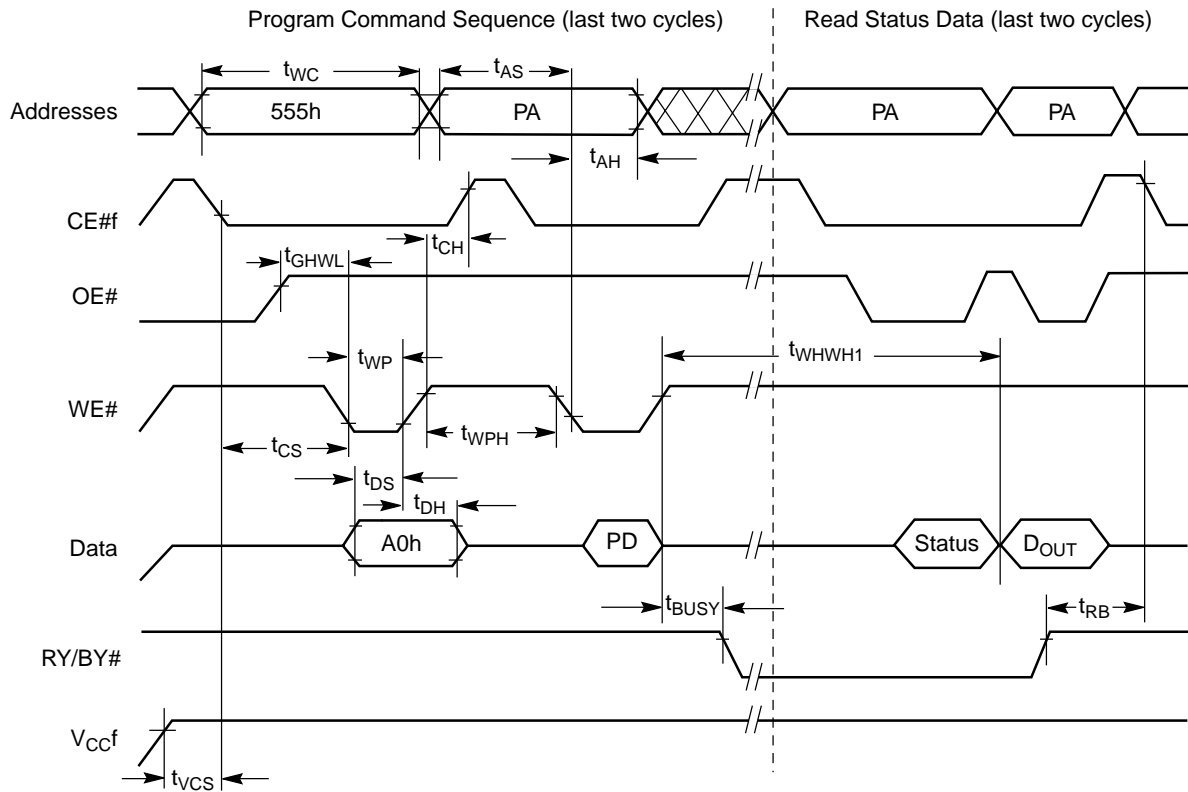 Program Command Sequence (last two cycles)
Read Status Data (last two cycles)
tWC
tAS
Addresses
555h
PA
PA
PA
tAH
CE#f
tCH
tGHWL
OE#
tWP
tWHWH1
WE#
tCS
tWPH
tDS
tDH
Data
A0h
PD
Status
DOUT
tBUSY
tRB
RY/BY#
VCCf
tVCS